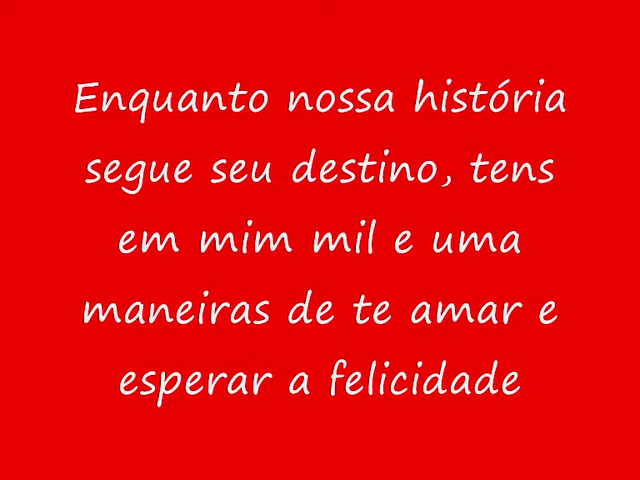 Enquanto nossa história
segue seu destino, tens
em mim mil e uma
maneiras de te amar e
esperar a felicidade